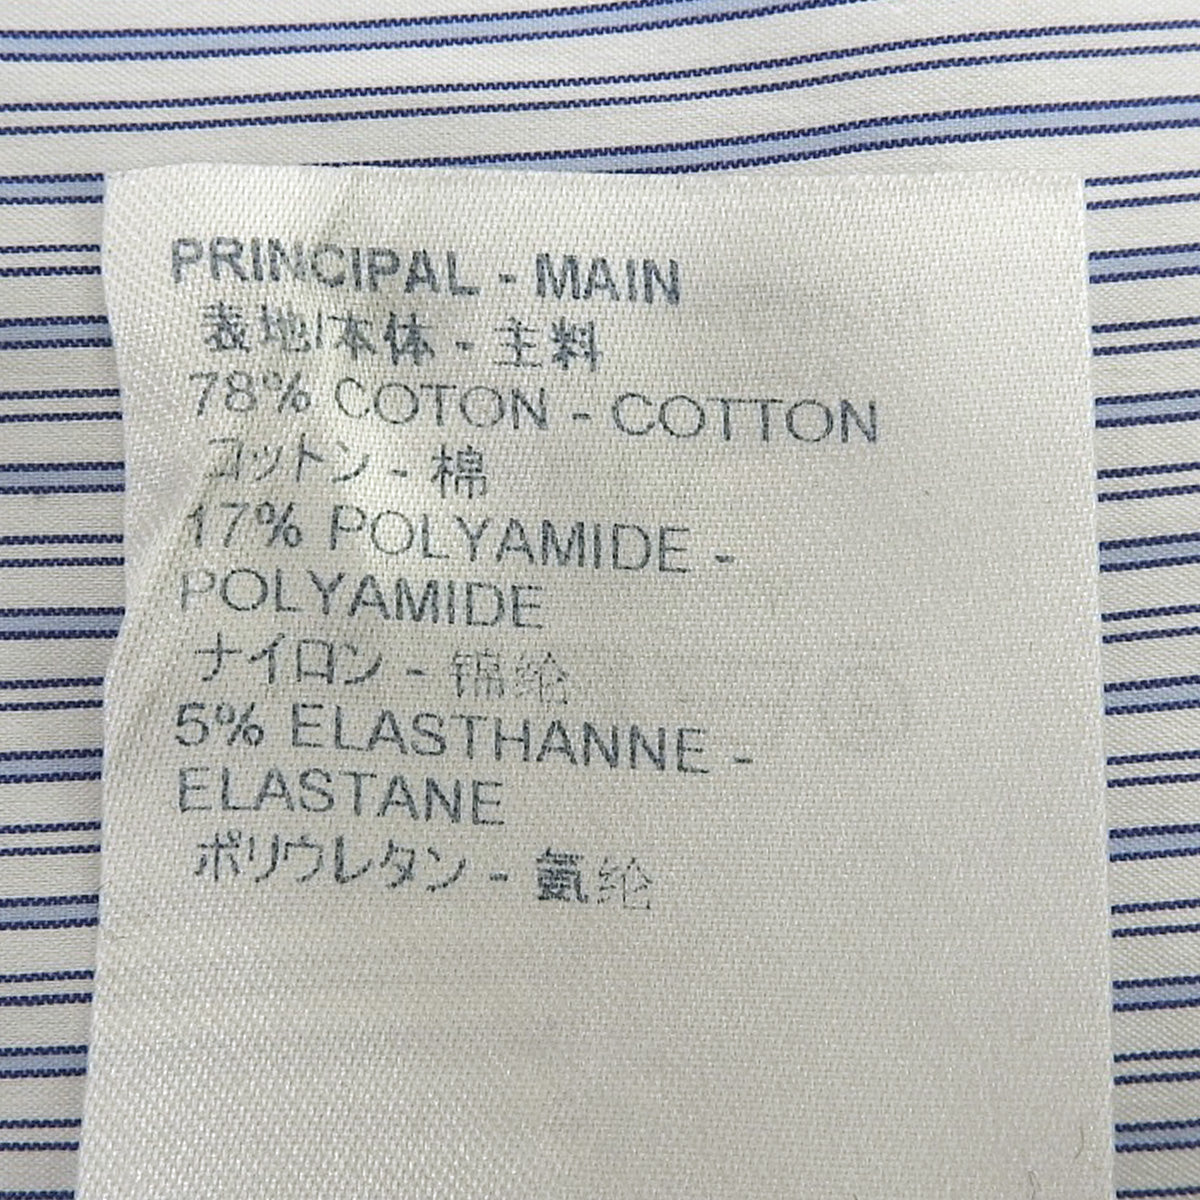 PRINCIPAL - MAIN
表地/本体 - 主料
78% COTON - COTTON
コットン - 棉
17% POLYAMIDE -
POLYAMIDE
ナイロン - 锦纶
5% ELASTHANNE -
ELASTANE
ポリウレタン - 氨纶